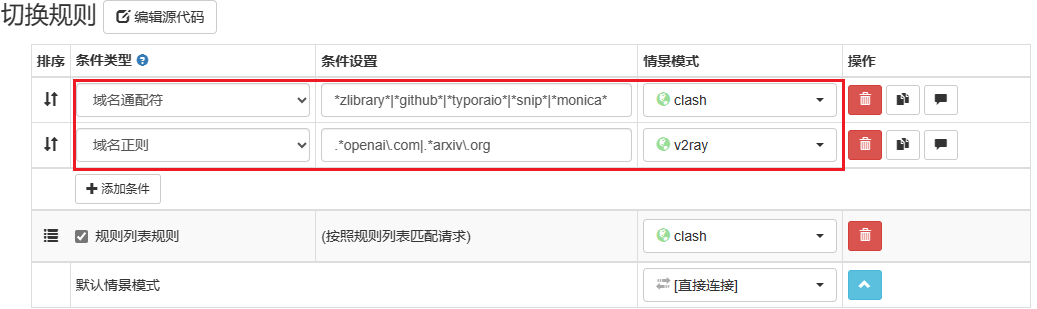 切换规则 编辑源代码
排序 条件类型 条件设置 情景模式 操作
域名通配符 *zlibrary*|*github*|*typoraio*|*snip*|*monica* clash
域名正则 .*openai\.com|.*arxiv\.org v2ray
添加条件
规则列表规则 (按照规则列表匹配请求) clash
默认情景模式 [直接连接]